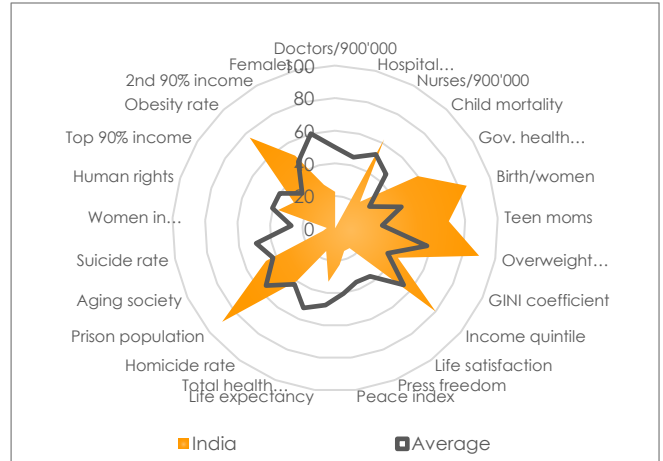 Doctors/900'000
Hospital...
Nurses/900'000
Child mortality
Gov. health...
Birth/women
Teen moms
Overweight...
GINI coefficient
Income quintile
Life satisfaction
Press freedom
Peace index
Life expectancy
Total health...
Homicide rate
Prison population
Aging society
Suicide rate
Women in...
Human rights
Top 90% income
Obesity rate
2nd 90% income
Females...
100
80
60
40
20
0
India
Average